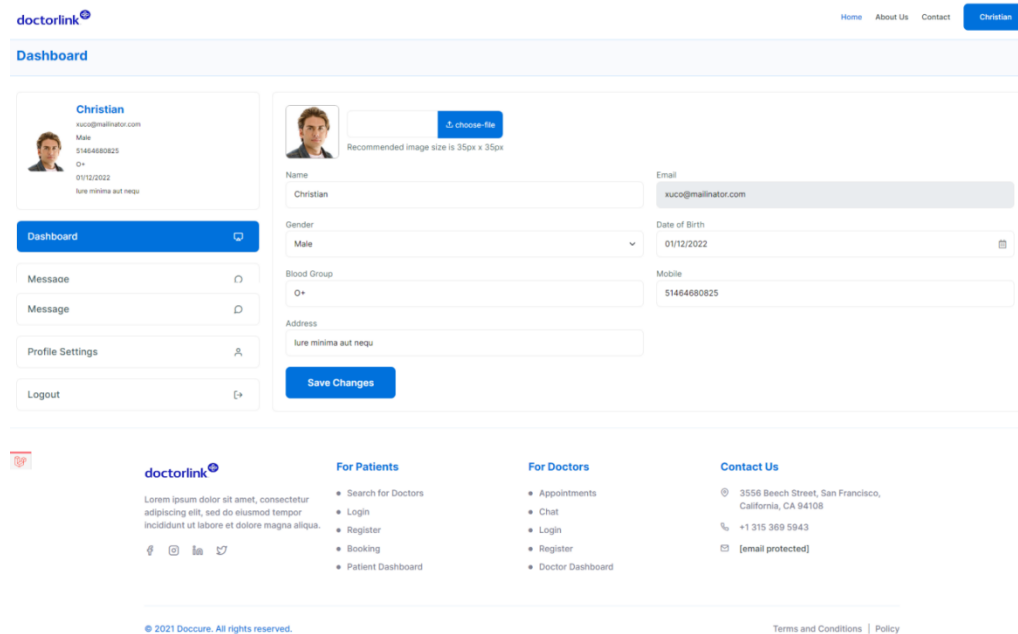 doctorlink
Home About Us Contact Christian
Dashboard
Christian
xuco@mailinator.com
Male
51464680825
O+
01/12/2022
Iure minima aut nequ
Dashboard
Message
Message
Profile Settings
Logout
choose-file
Recommended image size is 35px x 35px
Name
Christian
Email
xuco@mailinator.com
Gender
Male
Date of Birth
01/12/2022
Blood Group
O+
Mobile
51464680825
Address
Iure minima aut nequ
Save Changes
doctorlink
Lorem ipsum dolor sit amet, consectetur
adipiscing elit, sed do eiusmod tempor
incididunt ut labore et dolore magna aliqua.
For Patients
Search for Doctors
Login
Register
Booking
Patient Dashboard
For Doctors
Appointments
Chat
Login
Register
Doctor Dashboard
Contact Us
3556 Beech Street, San Francisco,
California, CA 94108
+1 315 369 5943
[email protected]
© 2021 Doccure. All rights reserved.
Terms and Conditions | Policy